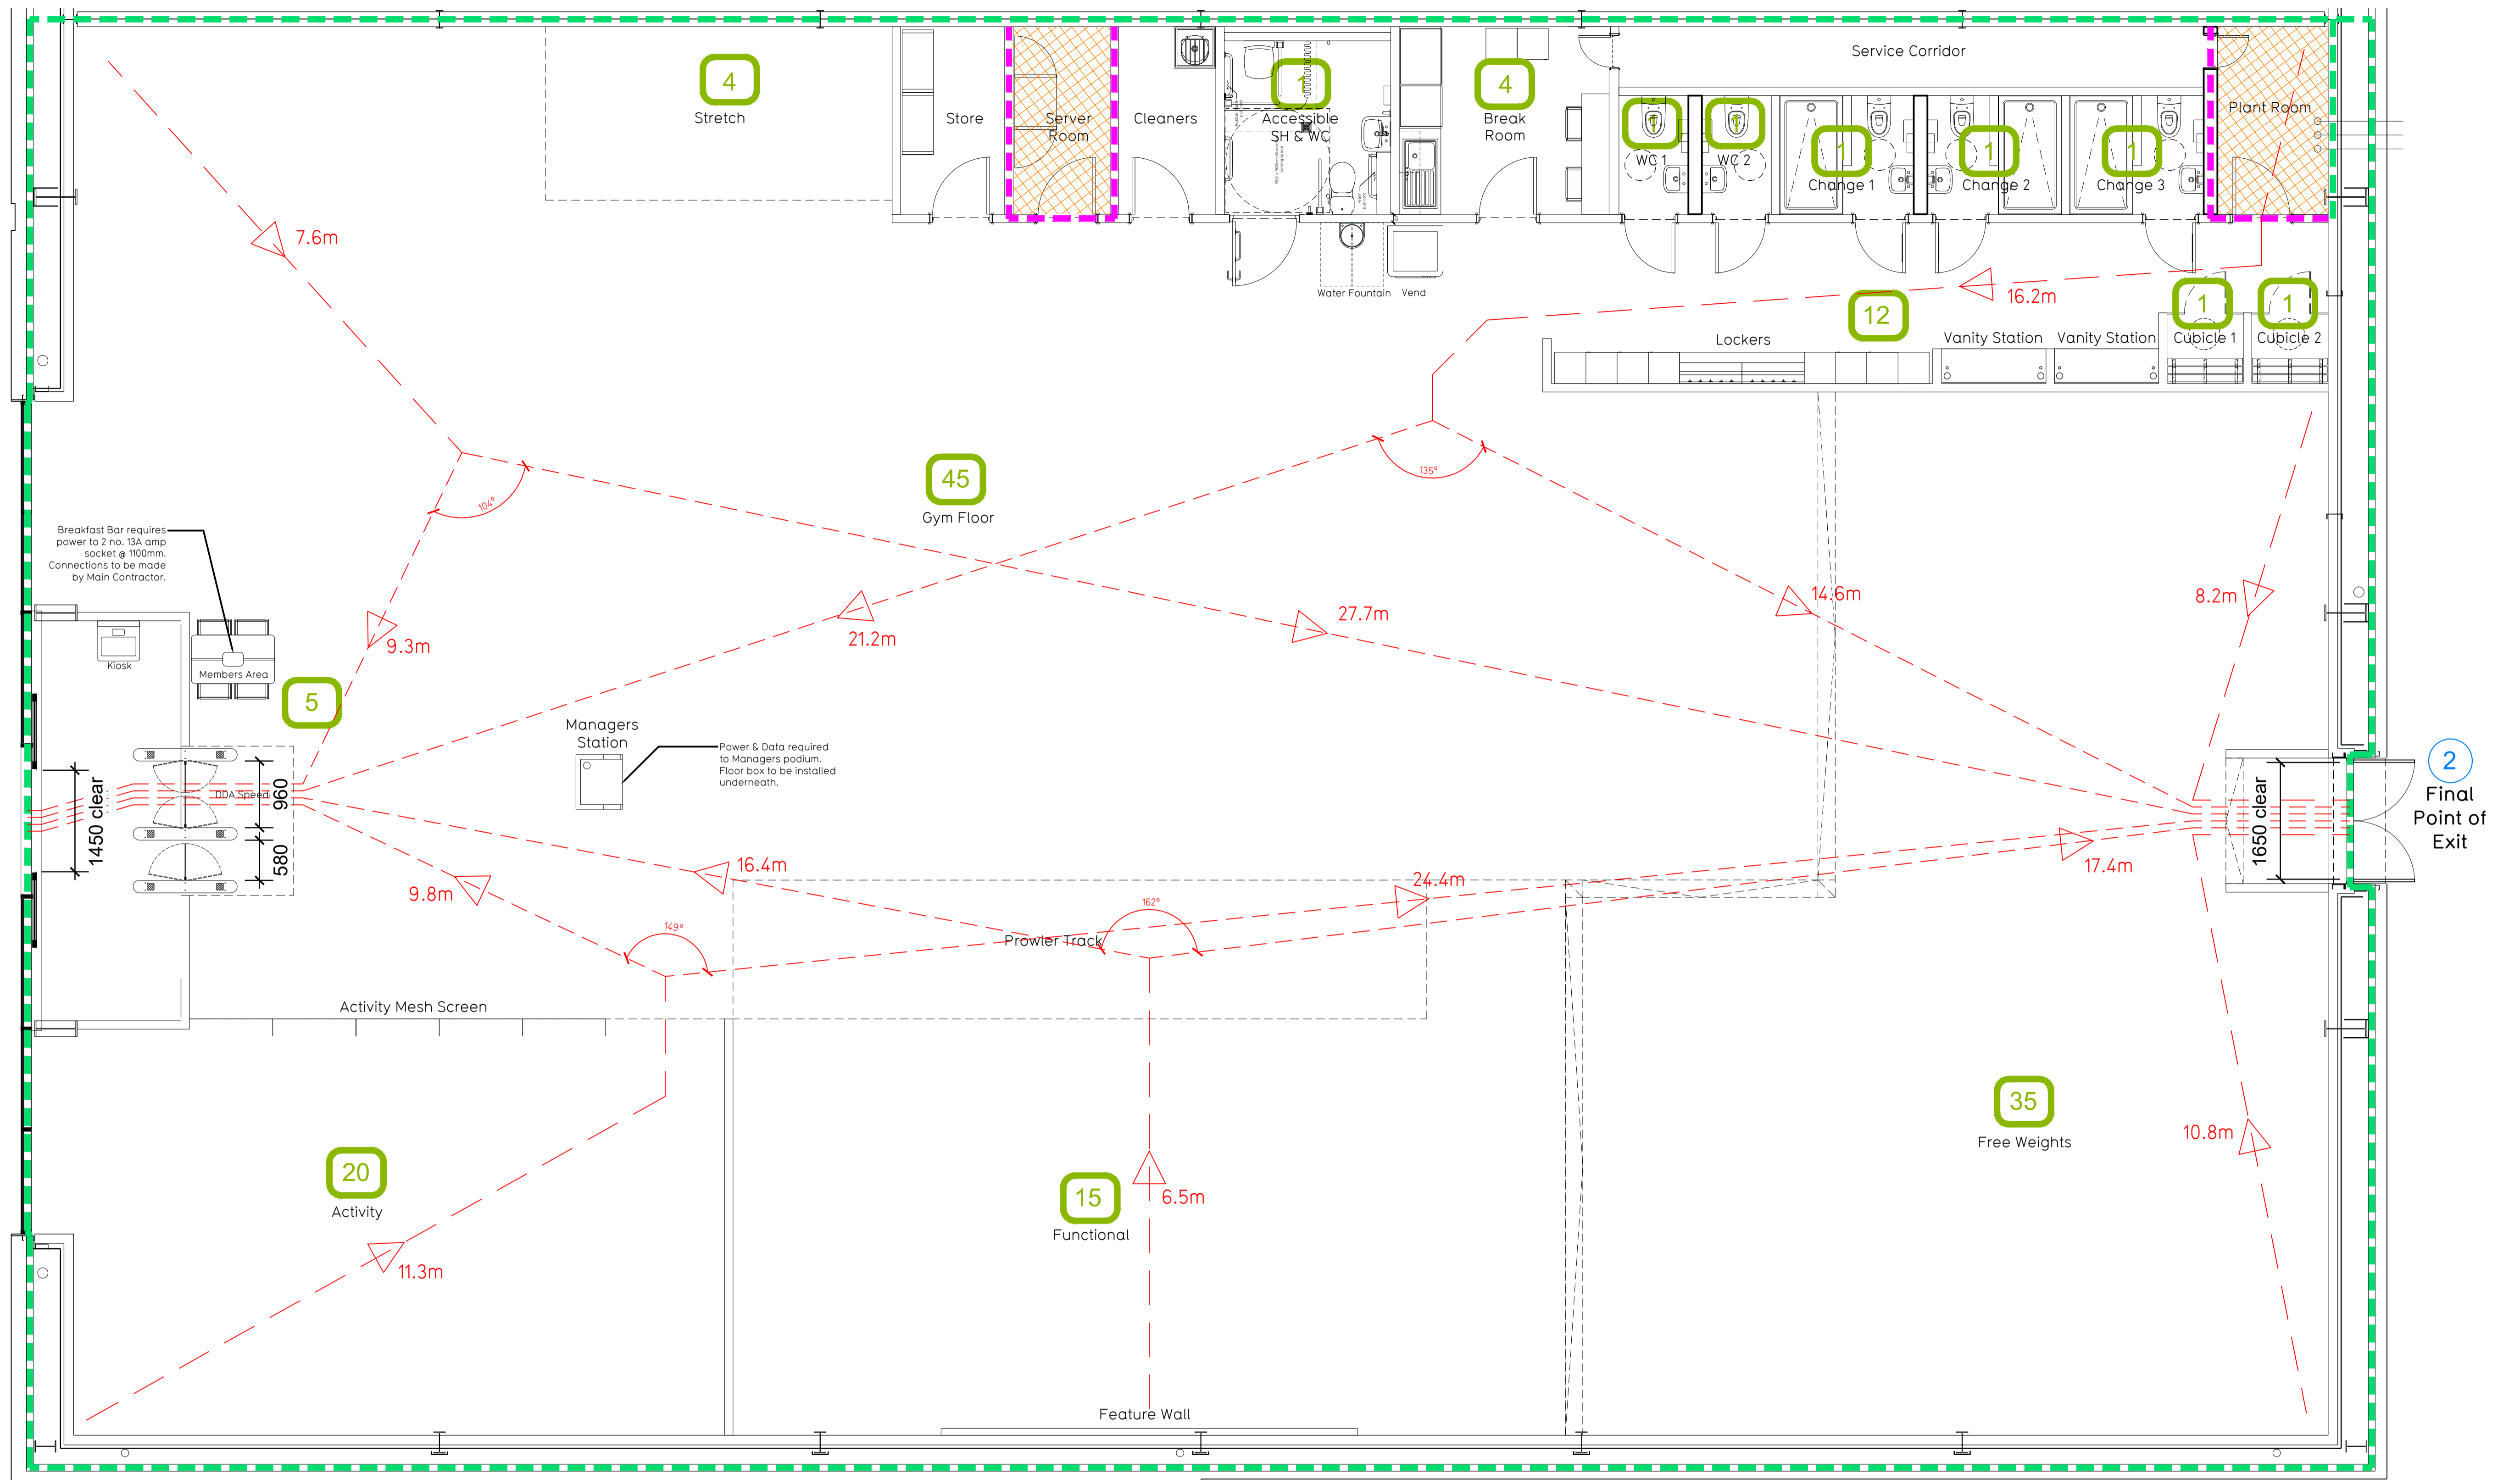 4
Stretch
Store
Server
Room
Cleaners
1
Accessible
SH & WC
4
Break
Room
Service Corridor
1
WC 1
1
WC 2
1
Change 1
1
Change 2
1
Change 3
Plant Room
7.6m
Water Fountain
Vend
16.2m
12
Lockers
Vanity Station
Vanity Station
1
Cubicle 1
1
Cubicle 2
104°
45
Gym Floor
135°
Breakfast Bar requires
power to 2 no. 13A amp
socket @ 1100mm.
Connections to be made
by Main Contractor.
Kiosk
Members Area
9.3m
21.2m
27.7m
14.6m
8.2m
5
Managers
Station
Power & Data required
to Managers podium.
Floor box to be installed
underneath.
DDA Speed
1450 clear
960
580
1650 clear
2
Final
Point of
Exit
9.8m
16.4m
24.4m
17.4m
149°
162°
Prowler Track
Activity Mesh Screen
20
Activity
15
Functional
6.5m
35
Free Weights
10.8m
11.3m
Feature Wall